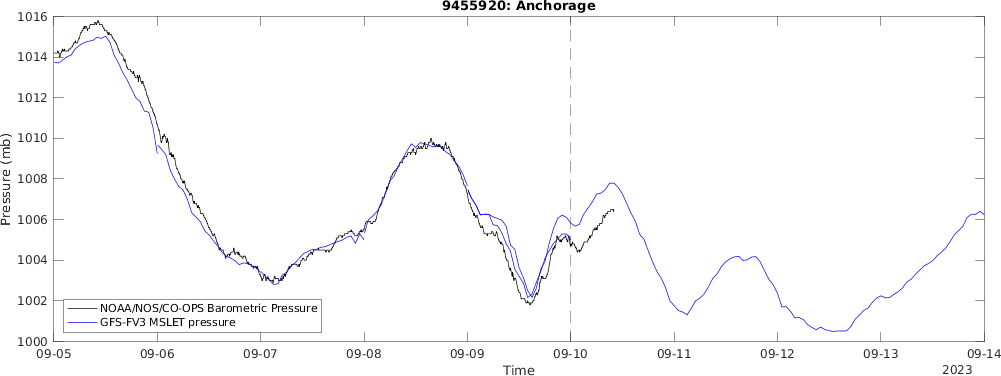 9455920: Anchorage
1016
1014
1012
1010
1008
1006
1004
1002
1000
Pressure (mb)
NOAA/NOS/CO-OPS Barometric Pressure
GFS-FV3 MSLET pressure
09-05 09-06 09-07 09-08 09-09 09-10 09-11 09-12 09-13 09-14
Time
2023